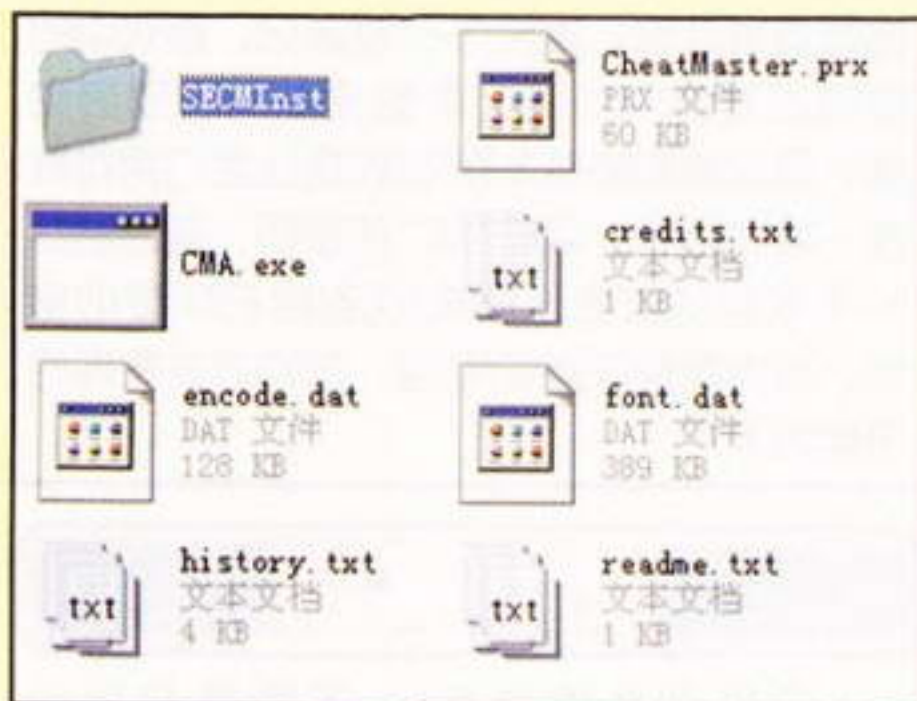 SECMInst
CheatMaster.prx
PRX 文件
60 KB
CMA.exe
txt
credits.txt
文本文档
1 KB
encode.dat
DAT 文件
128 KB
font.dat
DAT 文件
389 KB
txt
history.txt
文本文档
4 KB
txt
readme.txt
文本文档
1 KB